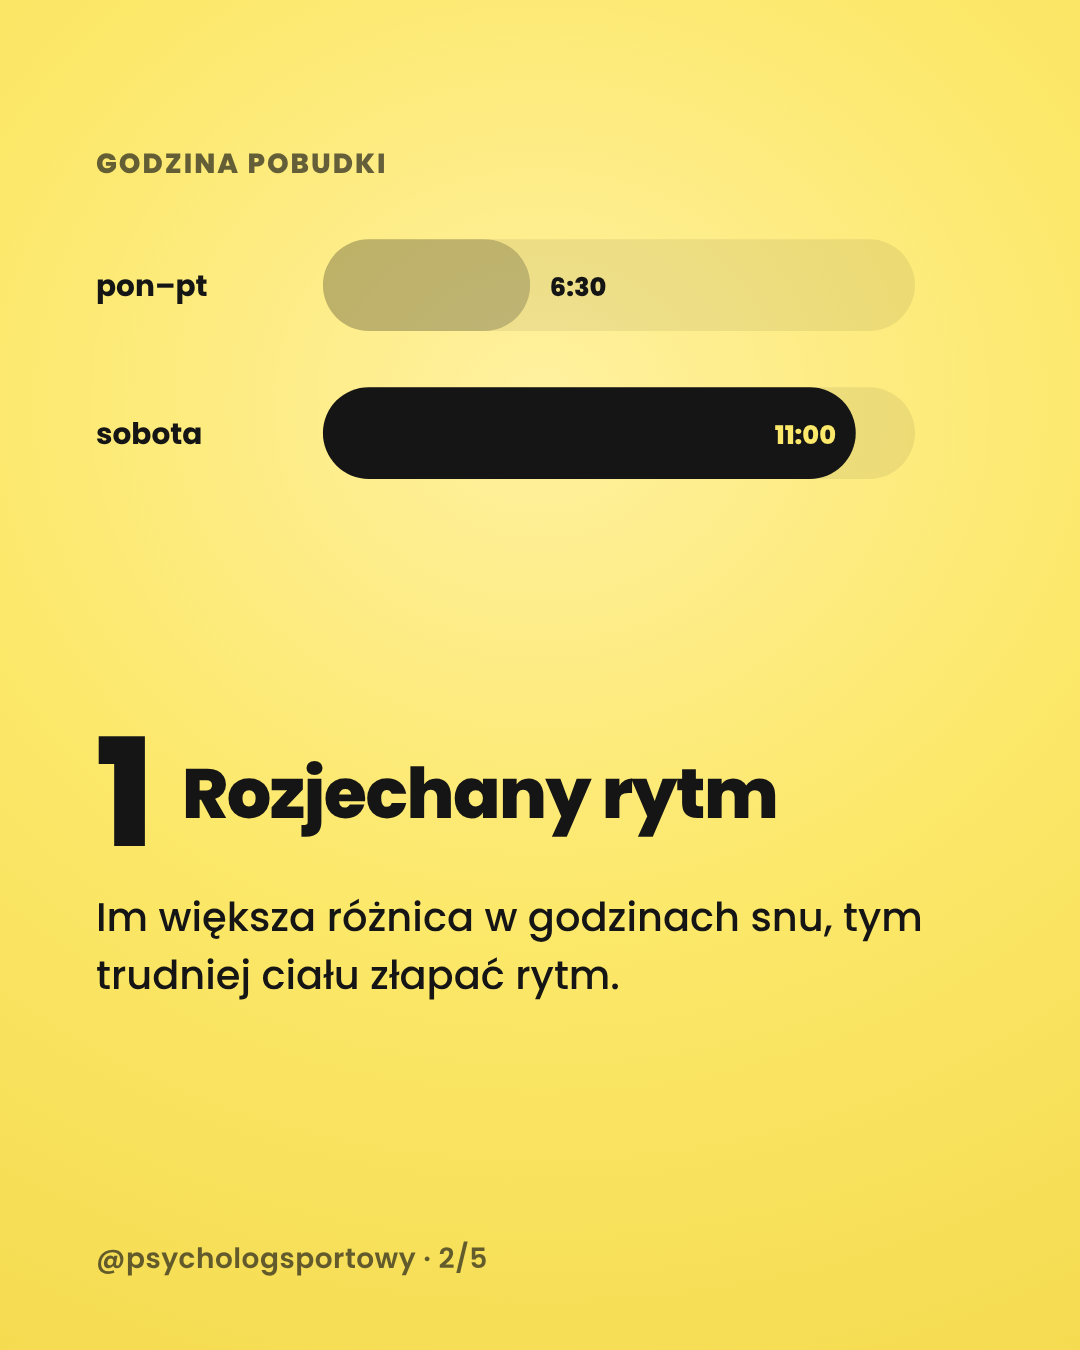 GODZINA POBUDKI
pon–pt 6:30
sobota 11:00
1 Rozjechany rytm
Im większa różnica w godzinach snu, tym
trudniej ciału złapać rytm.
@psychologsportowy · 2/5